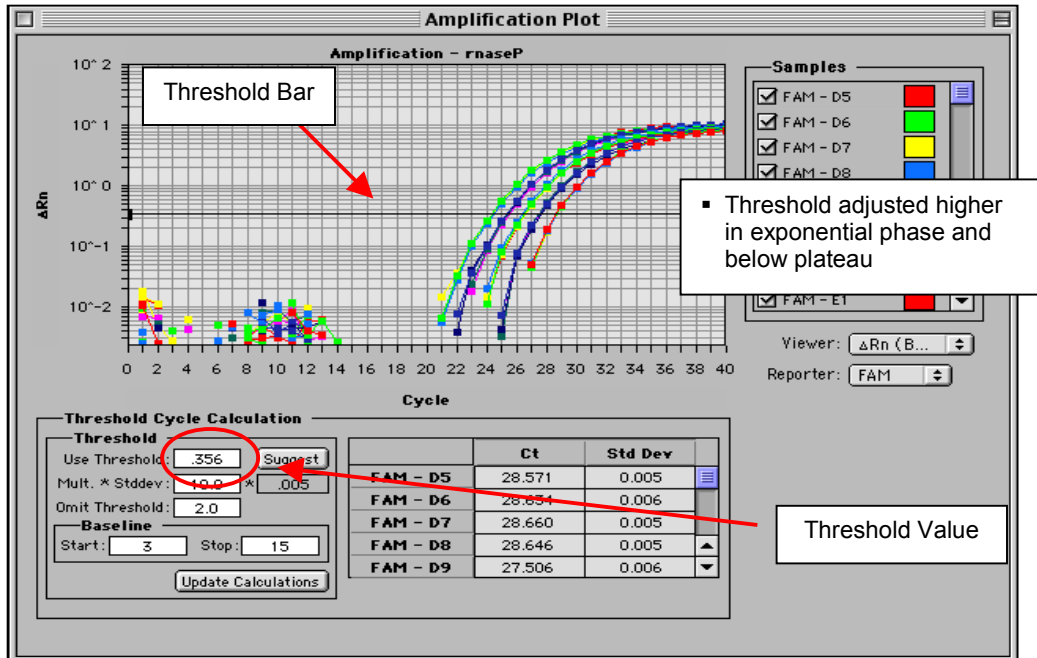 Amplification Plot
Amplification - rnaseP
10^ 2
10^ 1
10^ 0
10^-1
10^-2
ΔRn
0 2 4 6 8 10 12 14 16 18 20 22 24 26 28 30 32 34 36 38 40
Cycle
Threshold Bar
Samples
FAM - D5
FAM - D6
FAM - D7
FAM - D8
▪ Threshold adjusted higher
in exponential phase and
below plateau
FAM - E1
Viewer: ΔRn (B...
Reporter: FAM
Threshold Cycle Calculation
Threshold
Use Threshold: .356 Suggest
Mult. * Stddev: 10.0 * .005
Omit Threshold: 2.0
Baseline
Start: 3 Stop: 15
Update Calculations
Ct Std Dev
FAM - D5 28.571 0.005
FAM - D6 28.634 0.006
FAM - D7 28.660 0.005
FAM - D8 28.646 0.005
FAM - D9 27.506 0.006
Threshold Value